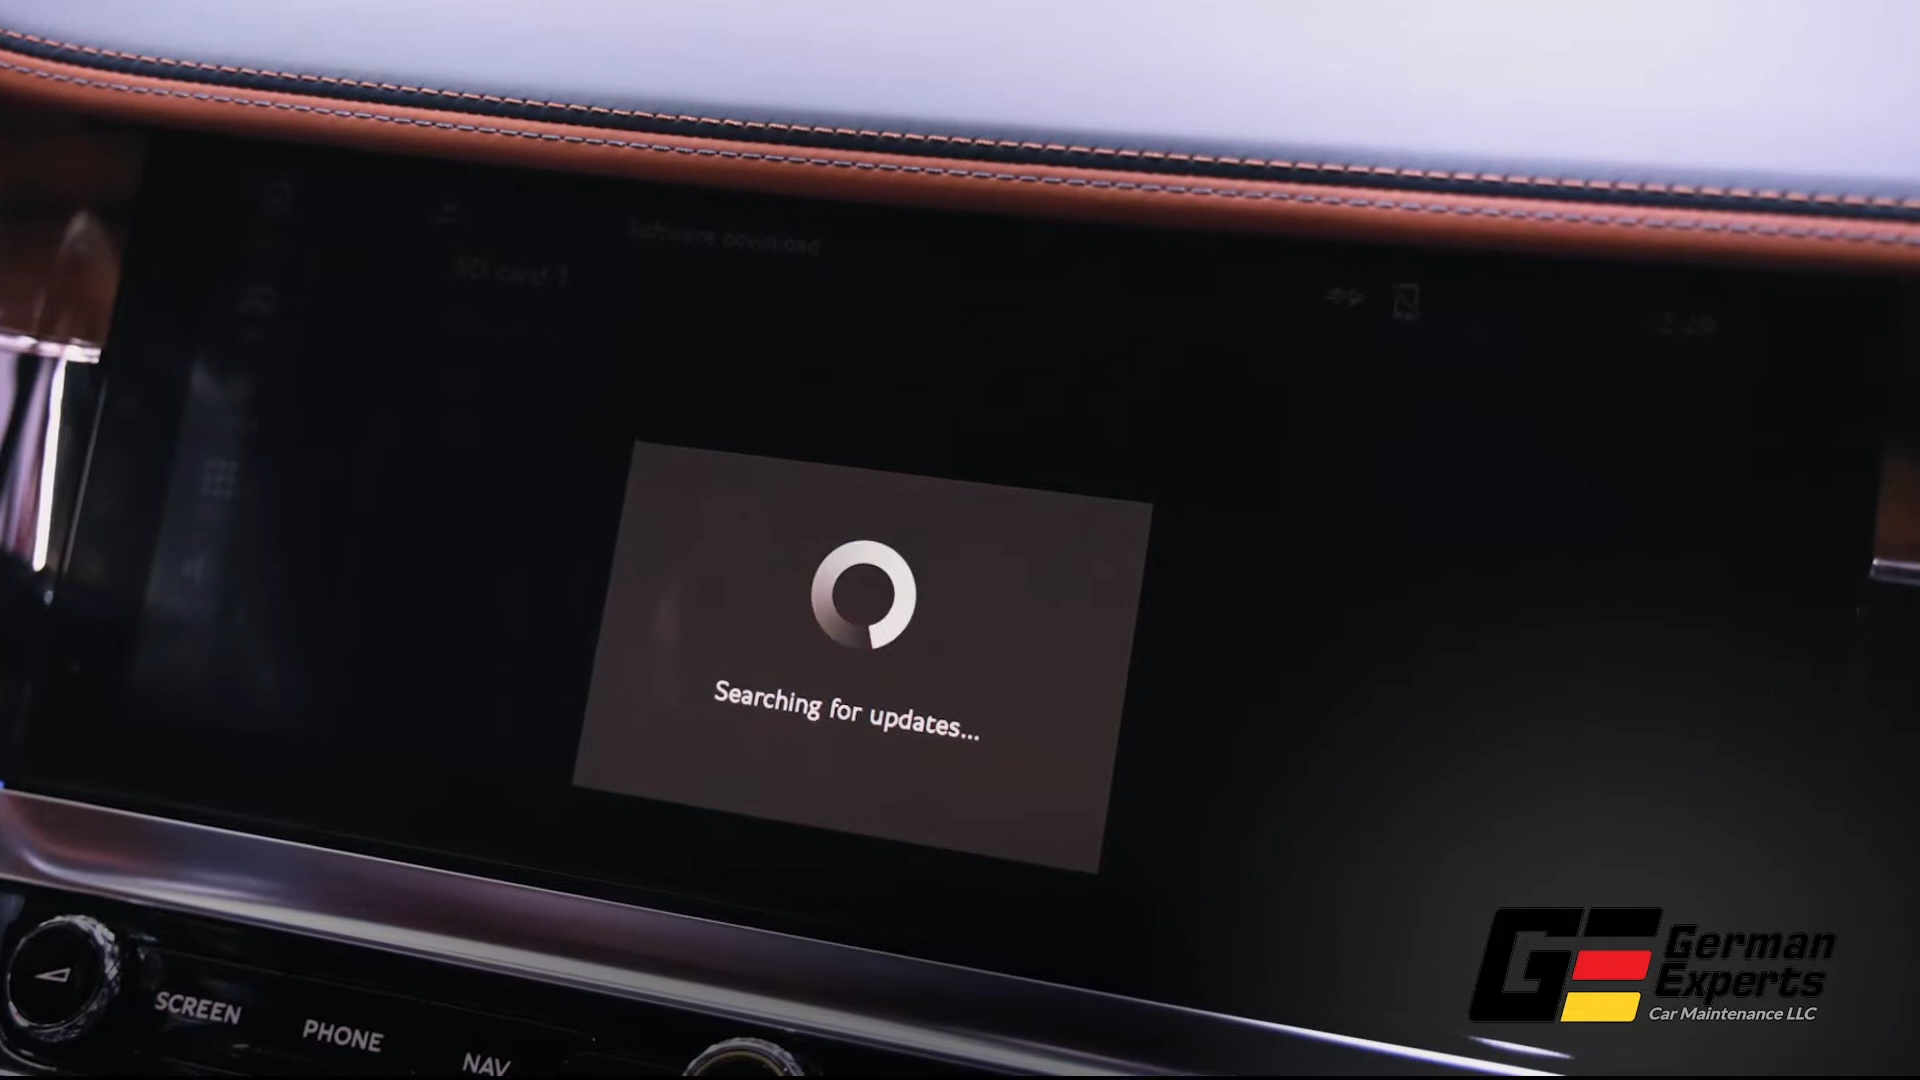 Software download
SD card 1
Searching for updates...
SCREEN
PHONE
NAV
GE
German
Experts
Car Maintenance LLC